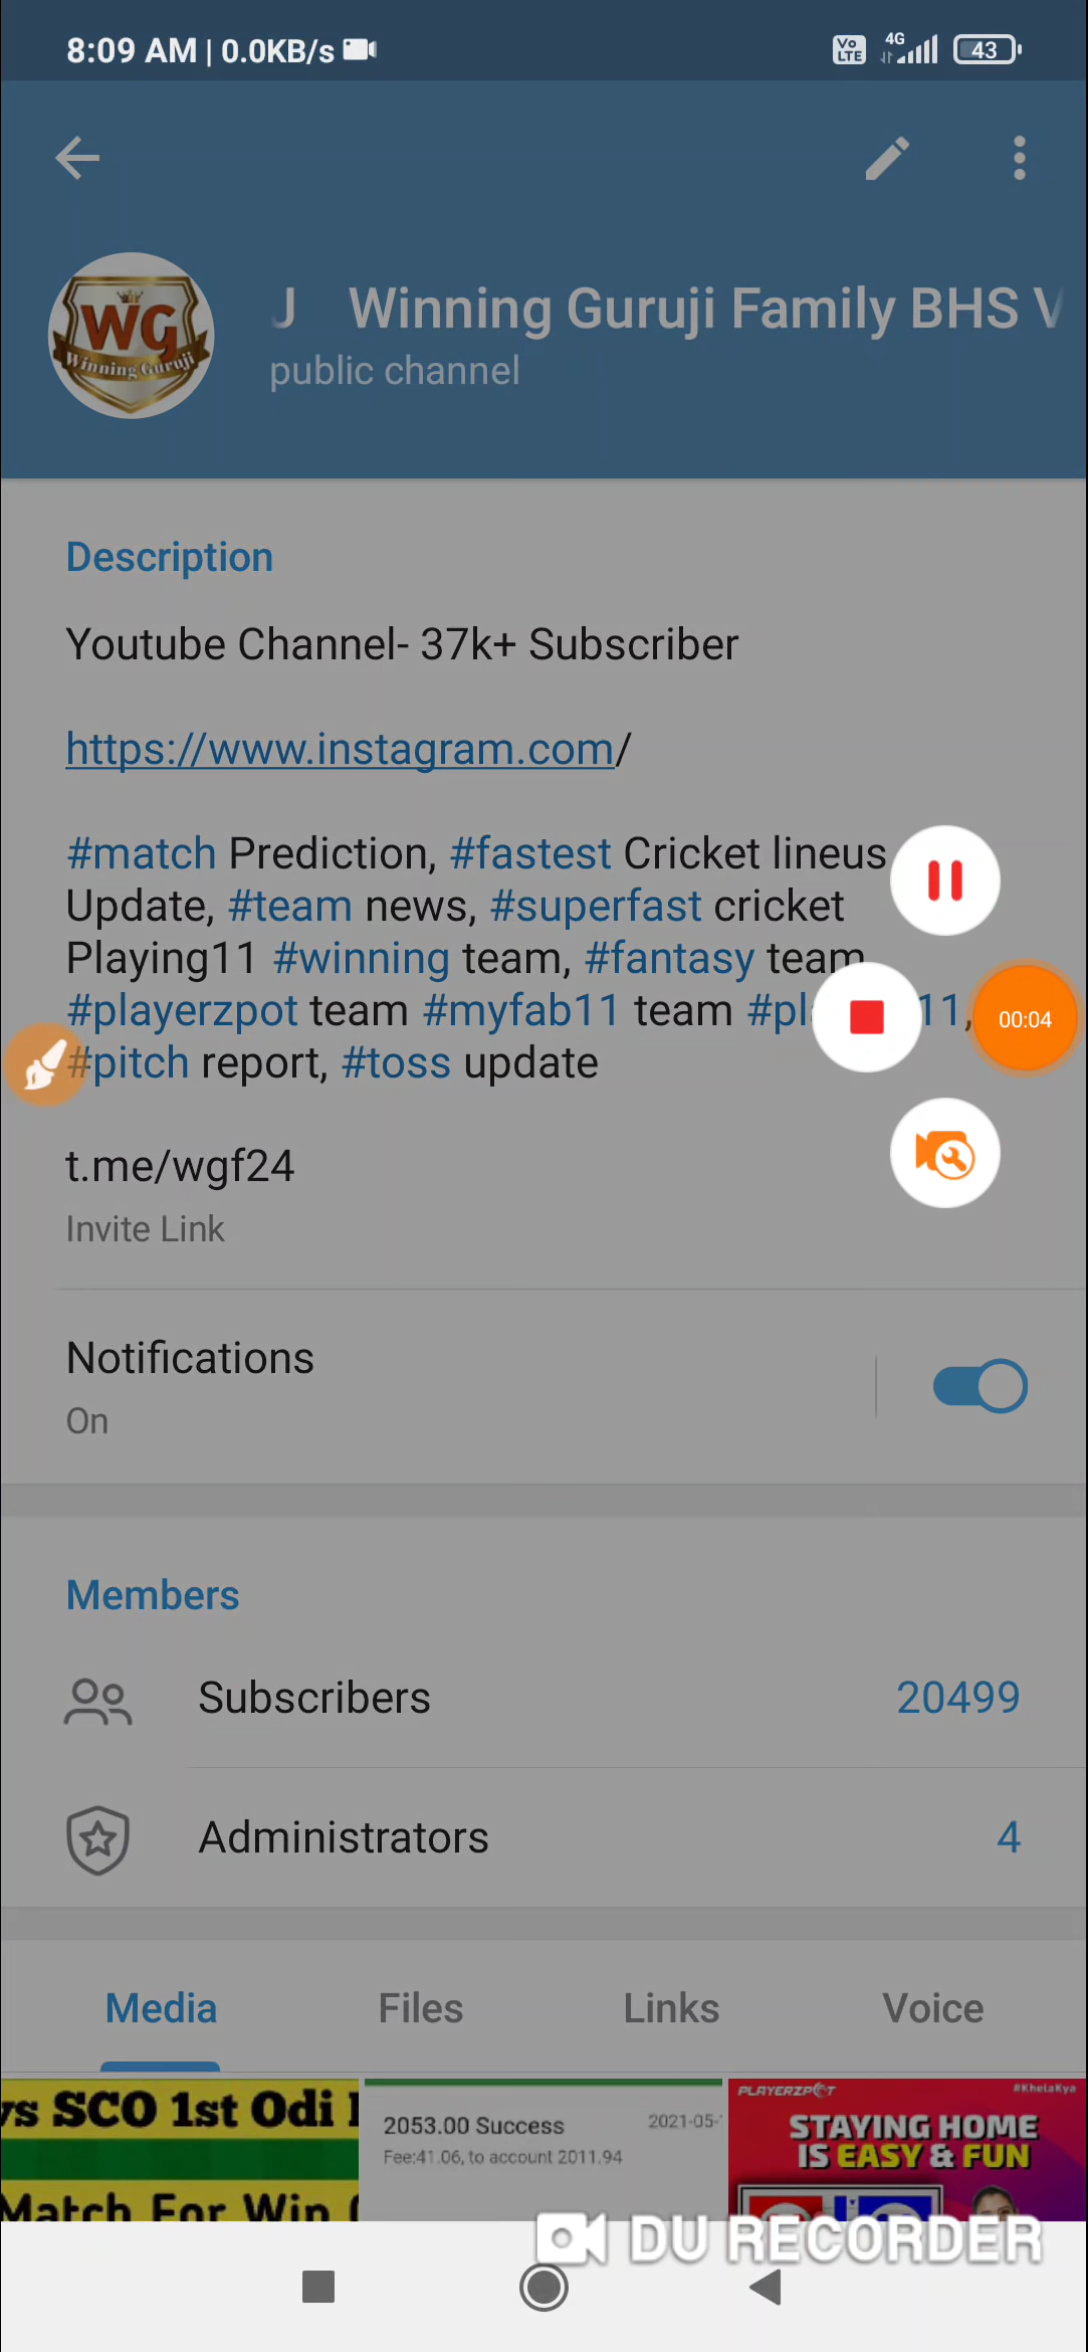 8:09 AM | 0.0KB/s
Vo LTE 4G 43
J Winning Guruji Family BHS V
WG
Winning Guruji
public channel
Description
Youtube Channel- 37k+ Subscriber
https://www.instagram.com/
#match Prediction, #fastest Cricket lineus
Update, #team news, #superfast cricket
Playing11 #winning team, #fantasy team
#playerzpot team #myfab11 team #pl 11,
#pitch report, #toss update
00:04
t.me/wgf24
Invite Link
Notifications
On
Members
Subscribers 20499
Administrators 4
Media Files Links Voice
vs SCO 1st Odi
Match For Win
2053.00 Success 2021-05-
Fee:41.06, to account 2011.94
PLAYERZPOT #KhelaKya
STAYING HOME
IS EASY & FUN
DU RECORDER